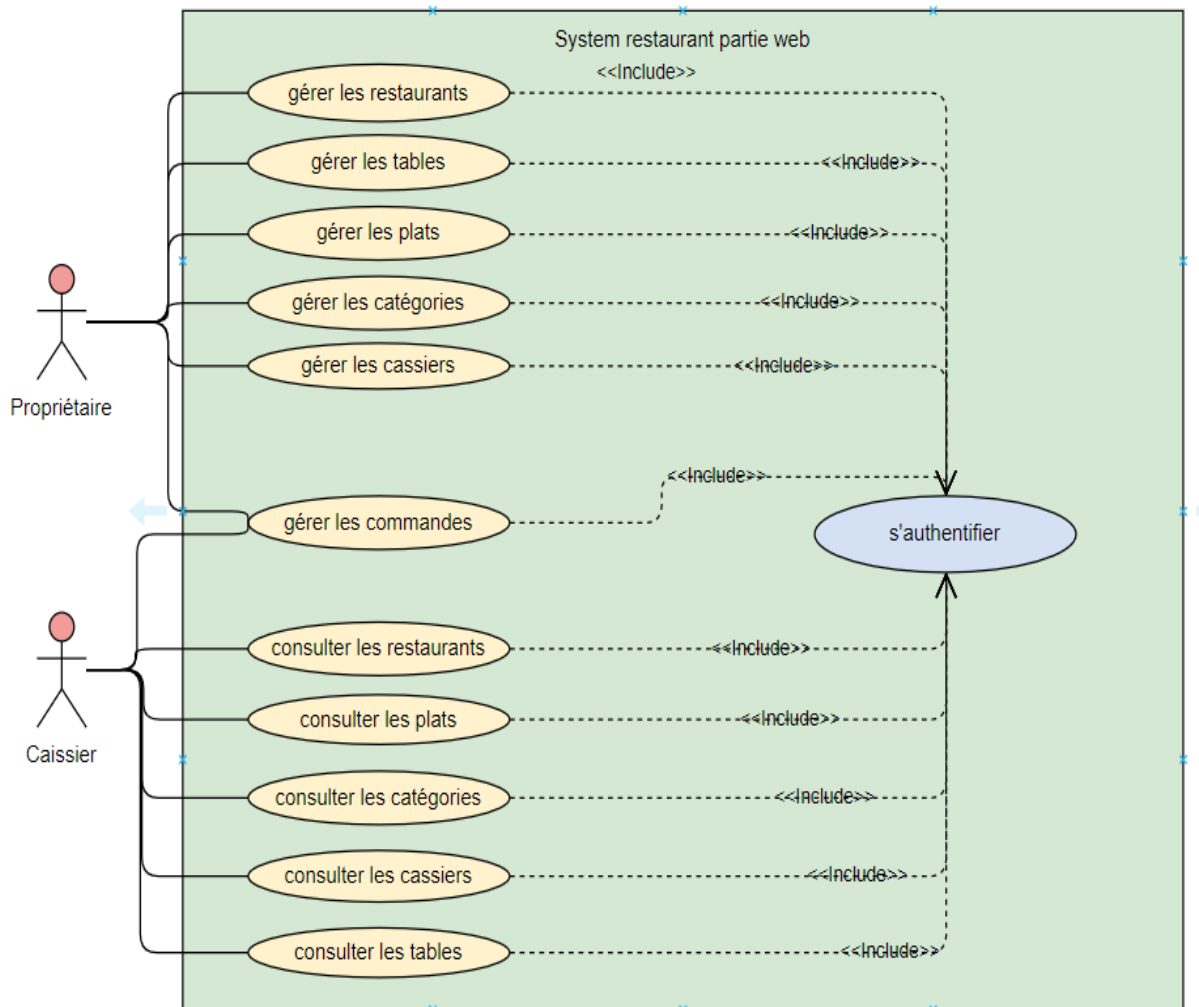 System restaurant partie web
<<Include>>
gérer les restaurants
gérer les tables
<<Include>>
gérer les plats
<<Include>>
gérer les catégories
<<Include>>
gérer les cassiers
<<Include>>
Propriétaire
<<Include>>
gérer les commandes
s'authentifier
consulter les restaurants
<<Include>>
consulter les plats
<<Include>>
Caissier
consulter les catégories
<<Include>>
consulter les cassiers
<<Include>>
consulter les tables
<<Include>>